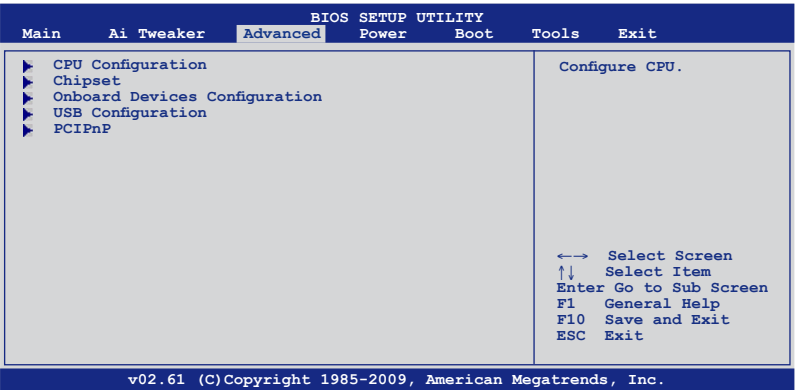 BIOS SETUP UTILITY
Main Ai Tweaker Advanced Power Boot Tools Exit
CPU Configuration
Chipset
Onboard Devices Configuration
USB Configuration
PCIPnP
Configure CPU.
←→ Select Screen
↑↓ Select Item
Enter Go to Sub Screen
F1 General Help
F10 Save and Exit
ESC Exit
v02.61 (C)Copyright 1985-2009, American Megatrends, Inc.